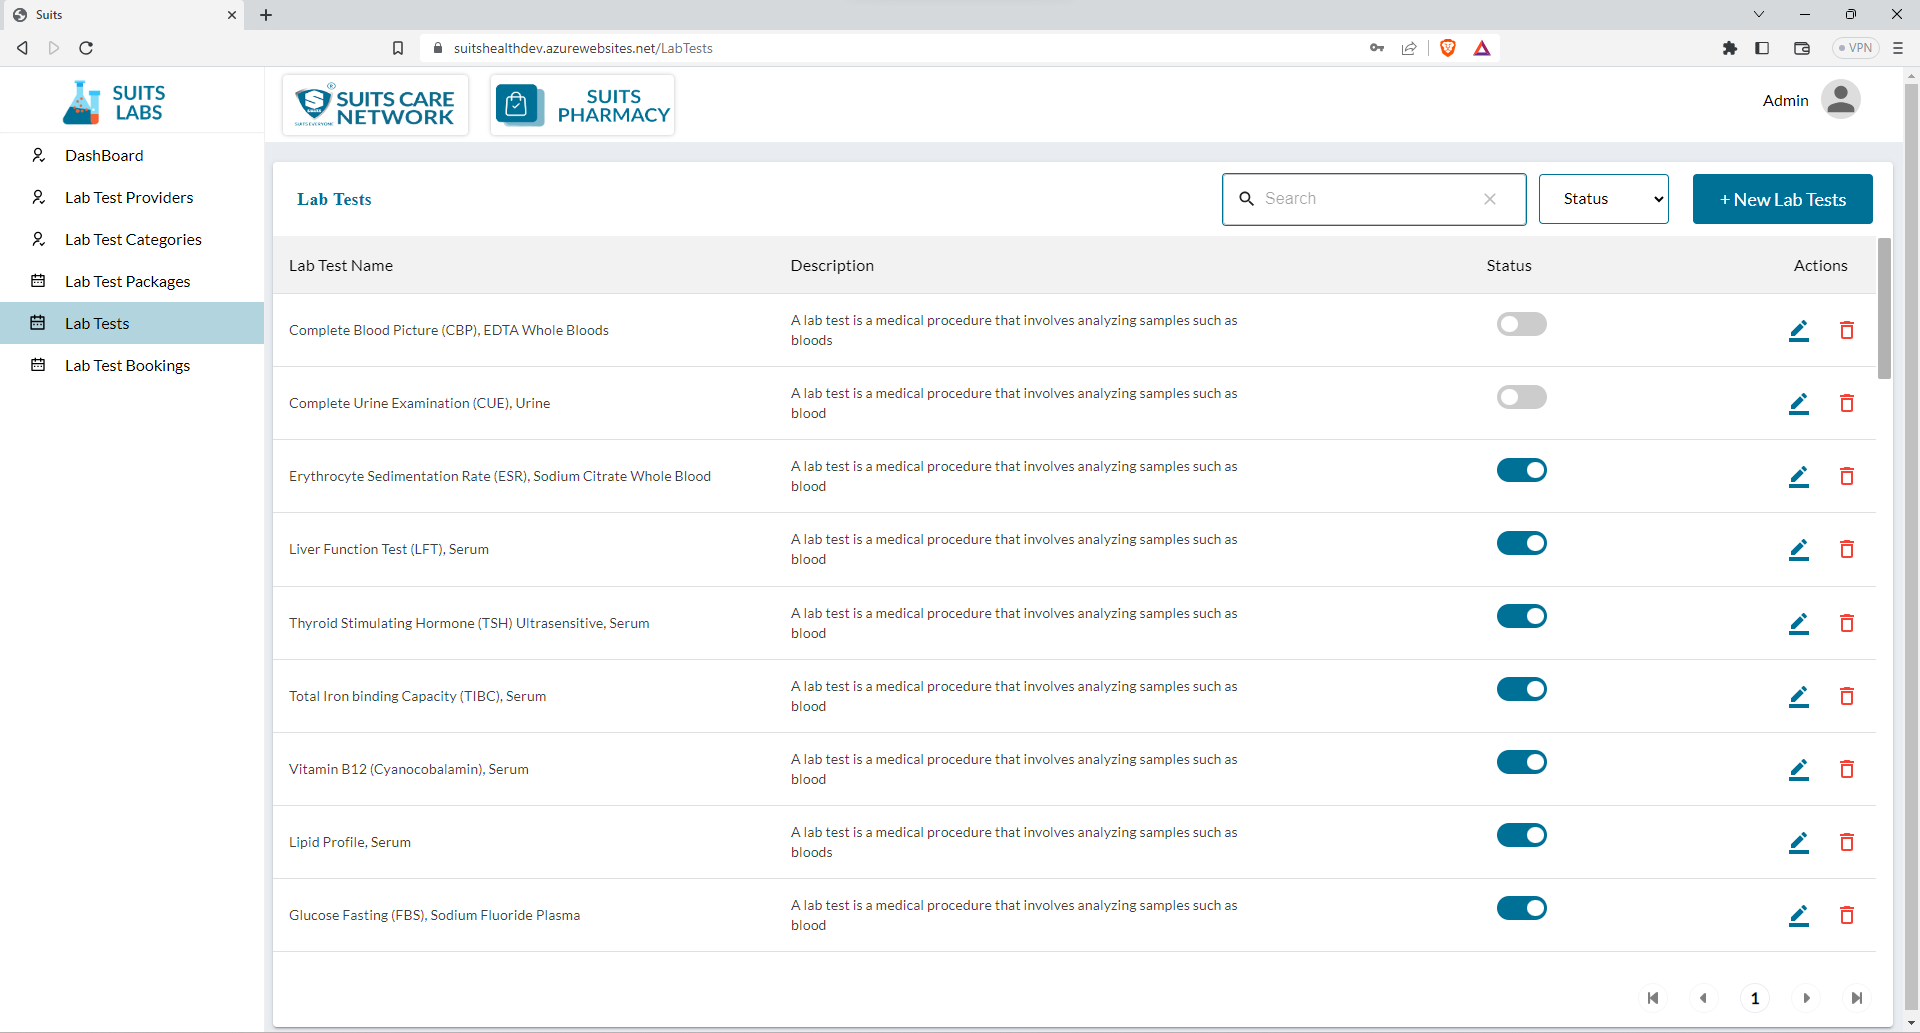 Suits
suitshealthdev.azurewebsites.net/LabTests
VPN
SUITS
LABS
SUITS CARE
NETWORK
SUITS
PHARMACY
Admin
DashBoard
Lab Test Providers
Lab Test Categories
Lab Test Packages
Lab Tests
Lab Test Bookings
Lab Tests
Search
Status
+ New Lab Tests
Lab Test Name Description Status Actions
Complete Blood Picture (CBP), EDTA Whole Bloods
A lab test is a medical procedure that involves analyzing samples such as
bloods
Complete Urine Examination (CUE), Urine
A lab test is a medical procedure that involves analyzing samples such as
blood
Erythrocyte Sedimentation Rate (ESR), Sodium Citrate Whole Blood
A lab test is a medical procedure that involves analyzing samples such as
blood
Liver Function Test (LFT), Serum
A lab test is a medical procedure that involves analyzing samples such as
blood
Thyroid Stimulating Hormone (TSH) Ultrasensitive, Serum
A lab test is a medical procedure that involves analyzing samples such as
blood
Total Iron binding Capacity (TIBC), Serum
A lab test is a medical procedure that involves analyzing samples such as
blood
Vitamin B12 (Cyanocobalamin), Serum
A lab test is a medical procedure that involves analyzing samples such as
blood
Lipid Profile, Serum
A lab test is a medical procedure that involves analyzing samples such as
bloods
Glucose Fasting (FBS), Sodium Fluoride Plasma
A lab test is a medical procedure that involves analyzing samples such as
blood
1